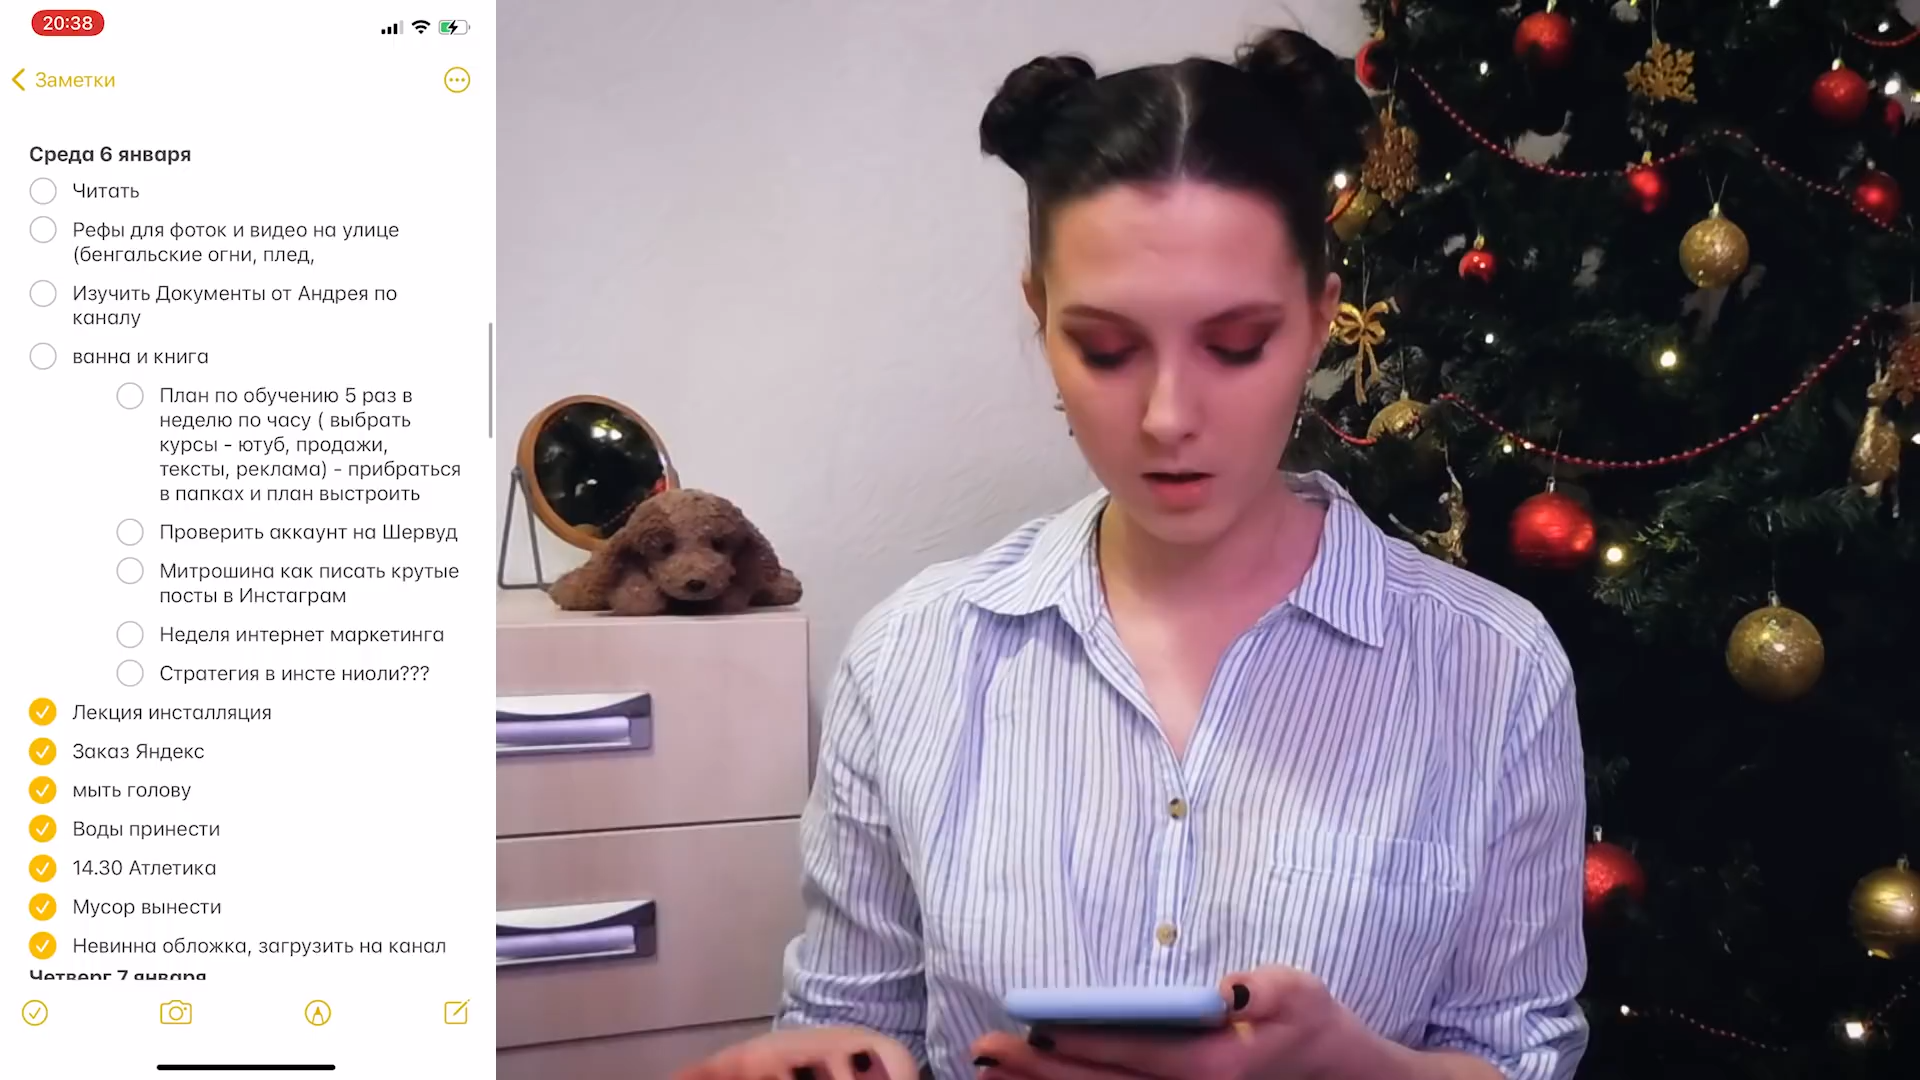 20:38
Заметки
Среда 6 января
Читать
Рефы для фоток и видео на улице
(бенгальские огни, плед,
Изучить Документы от Андрея по
каналу
ванна и книга
План по обучению 5 раз в
неделю по часу ( выбрать
курсы - ютуб, продажи,
тексты, реклама) - прибраться
в папках и план выстроить
Проверить аккаунт на Шервуд
Митрошина как писать крутые
посты в Инстаграм
Неделя интернет маркетинга
Стратегия в инсте ниоли???
Лекция инсталляция
Заказ Яндекс
мыть голову
Воды принести
14.30 Атлетика
Мусор вынести
Невинна обложка, загрузить на канал
Четверг 7 января